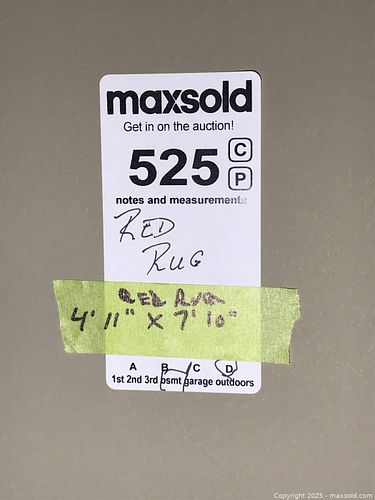 maxsold
Get in on the auction!
525 C
P
notes and measurements
RED
RUG
RED RUG
4' 11" X 7' 10"
A B C D
1st 2nd 3rd bsmt garage outdoors
Copyright © 2025 - maxsold.com